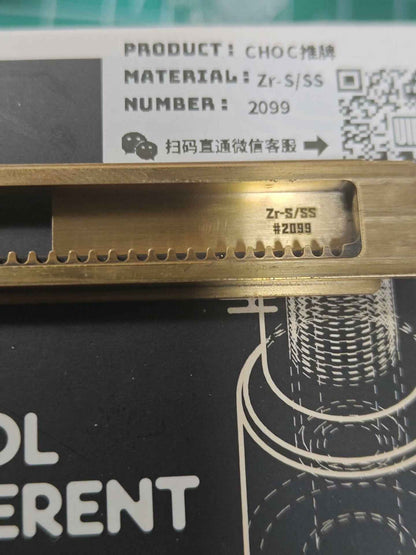 PRODUCT: CHOC推牌
MATERIAL: Zr-S/SS
NUMBER: 2099
扫码直通微信客服
Zr-S/SS
#2099
OL
ERENT